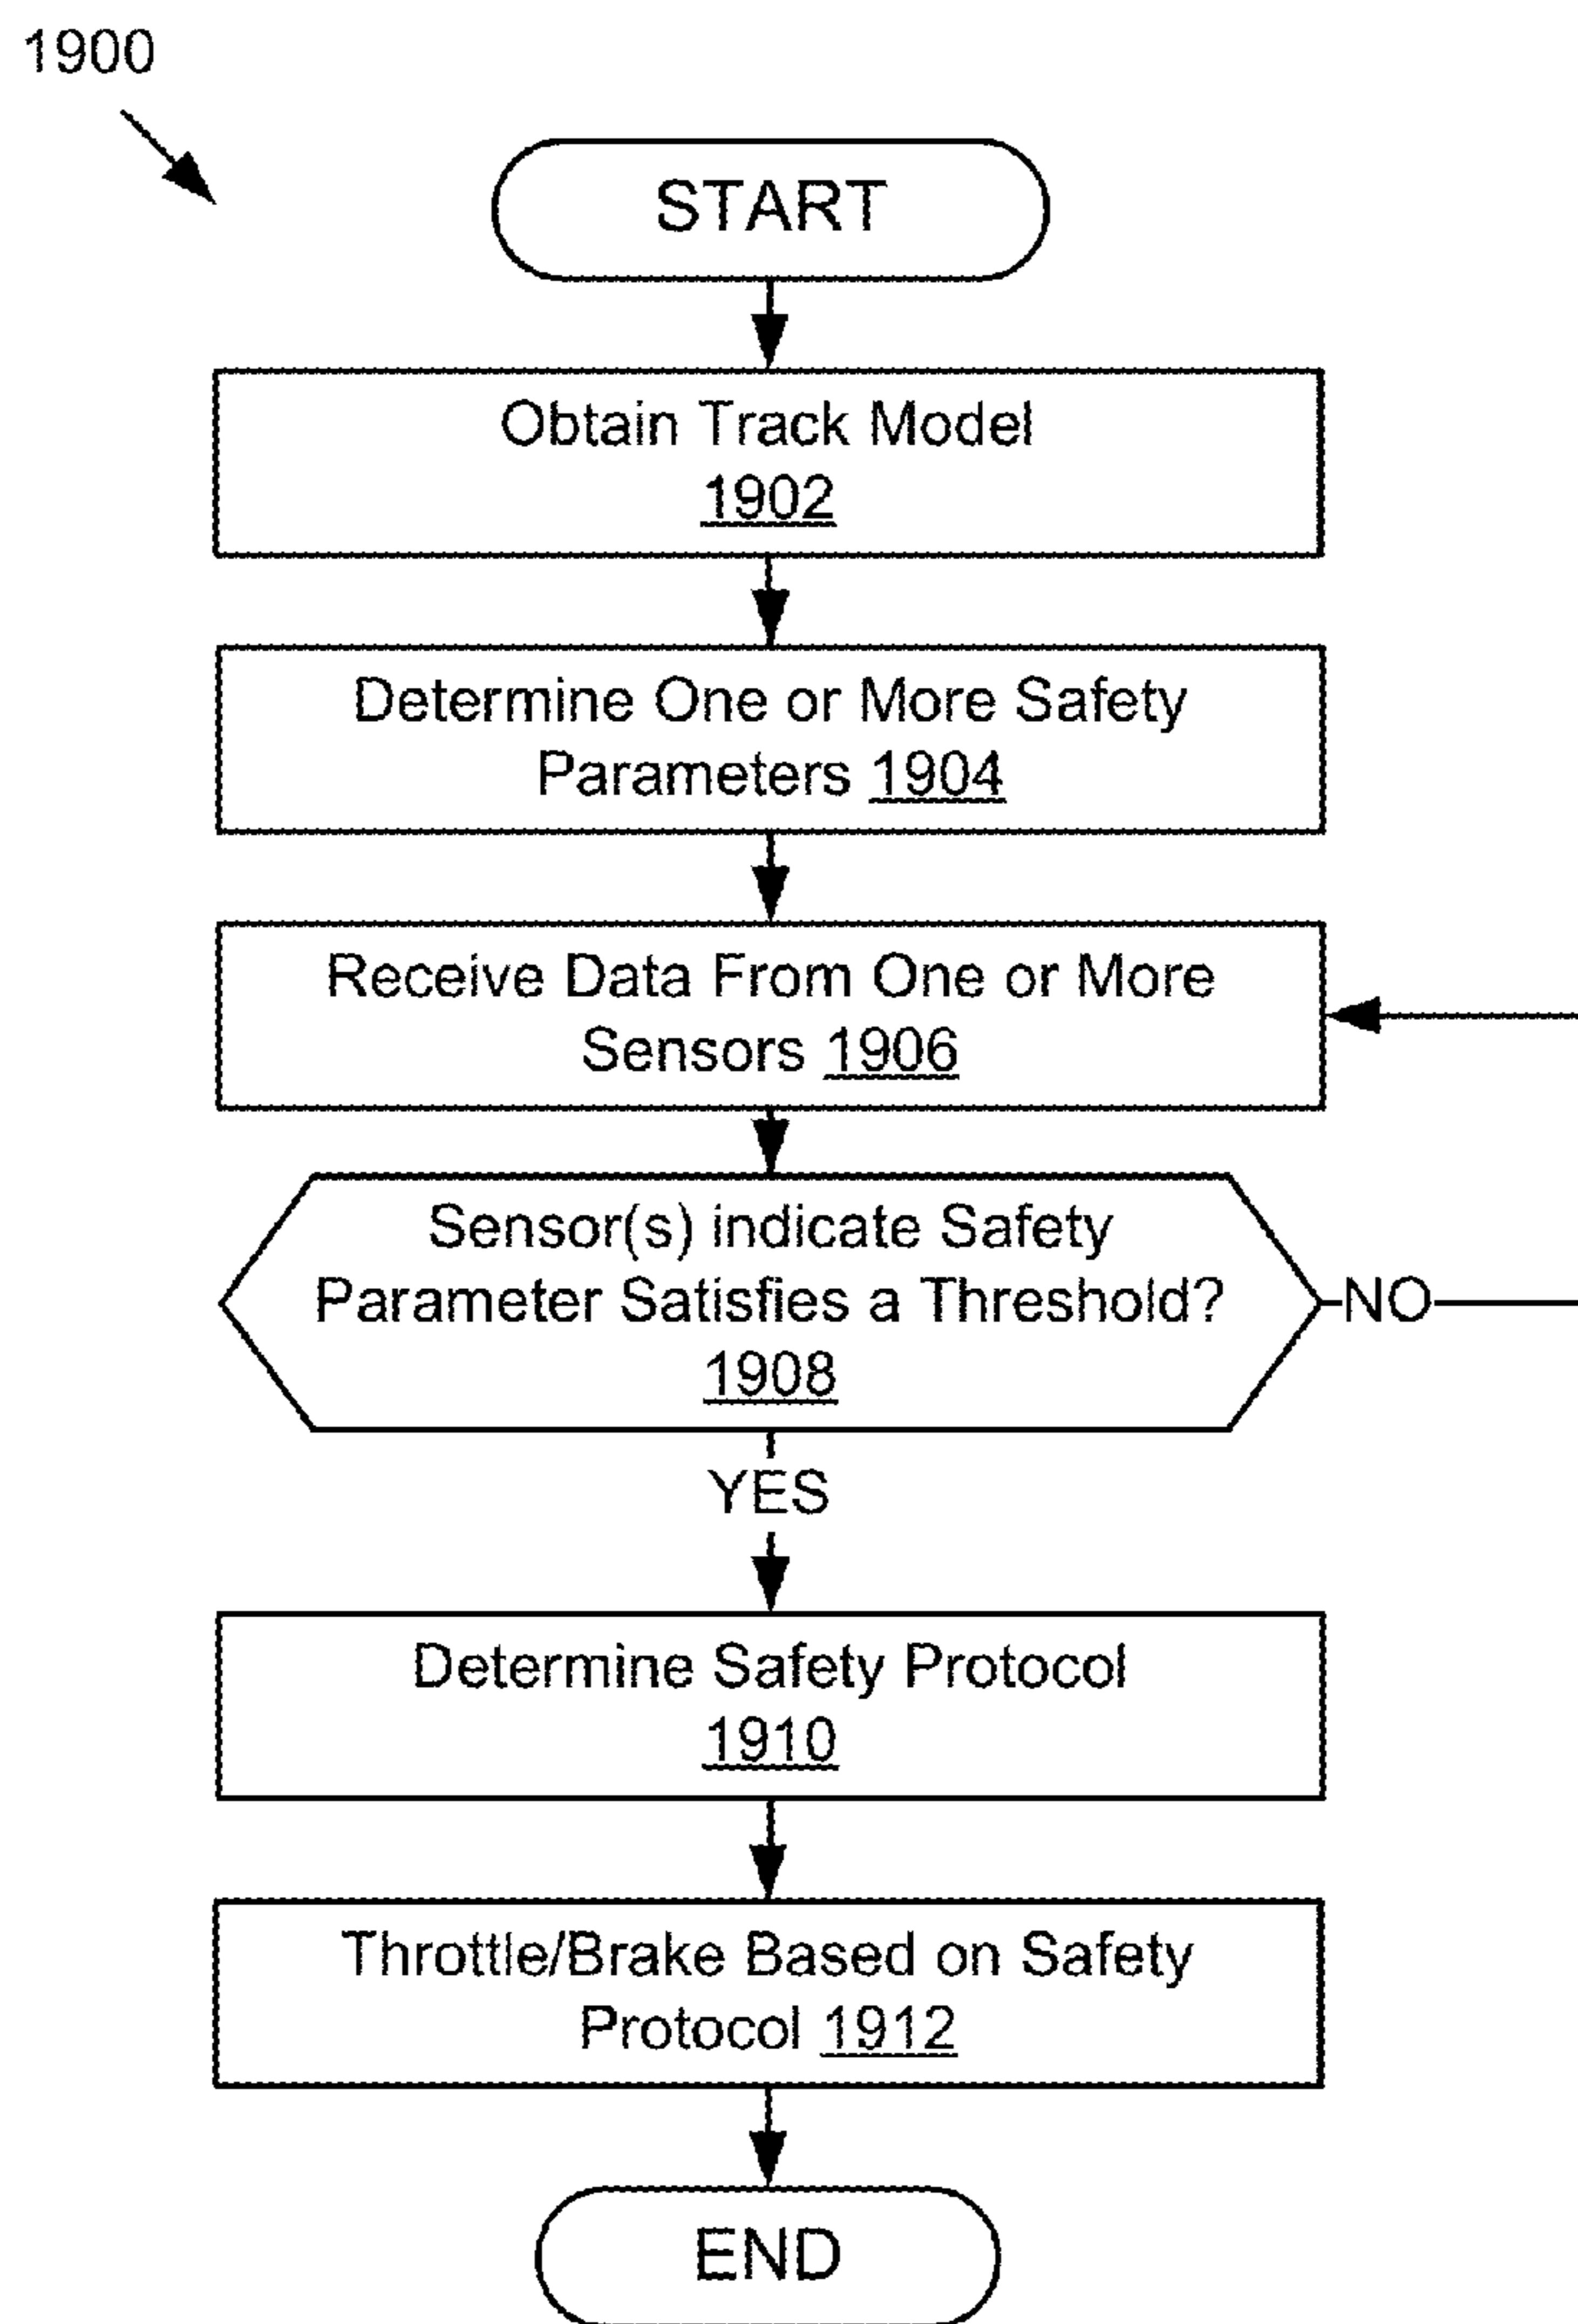 1900
START
Obtain Track Model
1902
Determine One or More Safety
Parameters 1904
Receive Data From One or More
Sensors 1906
Sensor(s) indicate Safety
Parameter Satisfies a Threshold?
1908
NO
YES
Determine Safety Protocol
1910
Throttle/Brake Based on Safety
Protocol 1912
END